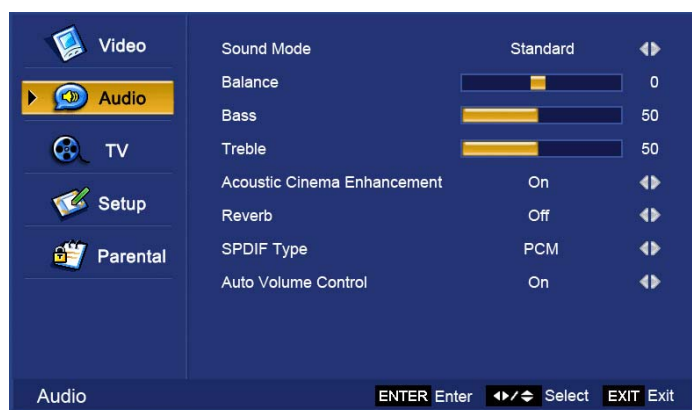 Video
Audio
TV
Setup
Parental
Sound Mode Standard
Balance 0
Bass 50
Treble 50
Acoustic Cinema Enhancement On
Reverb Off
SPDIF Type PCM
Auto Volume Control On
Audio ENTER Enter Select EXIT Exit